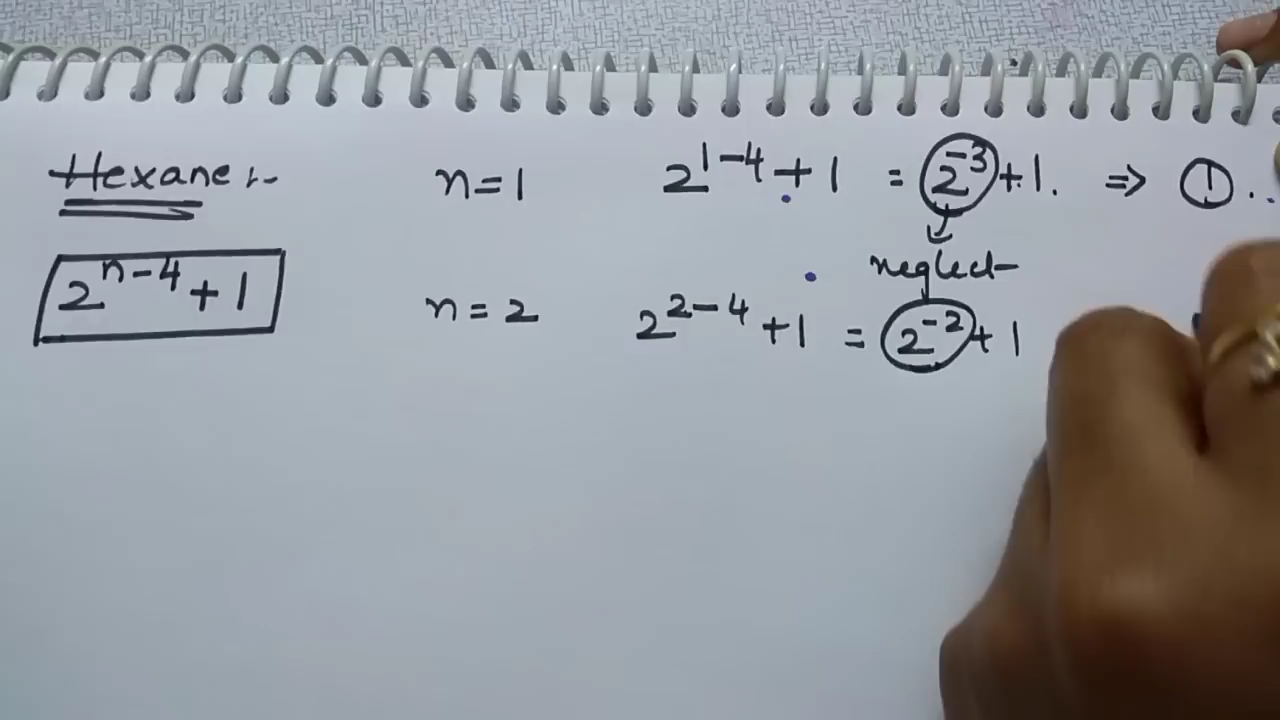 Hexane :-
n=1 2^{1-4}+1 = 2^{-3}+1. ⇒ 1.
neglect
2^{n-4}+1
n=2 2^{2-4}+1 = 2^{-2}+1